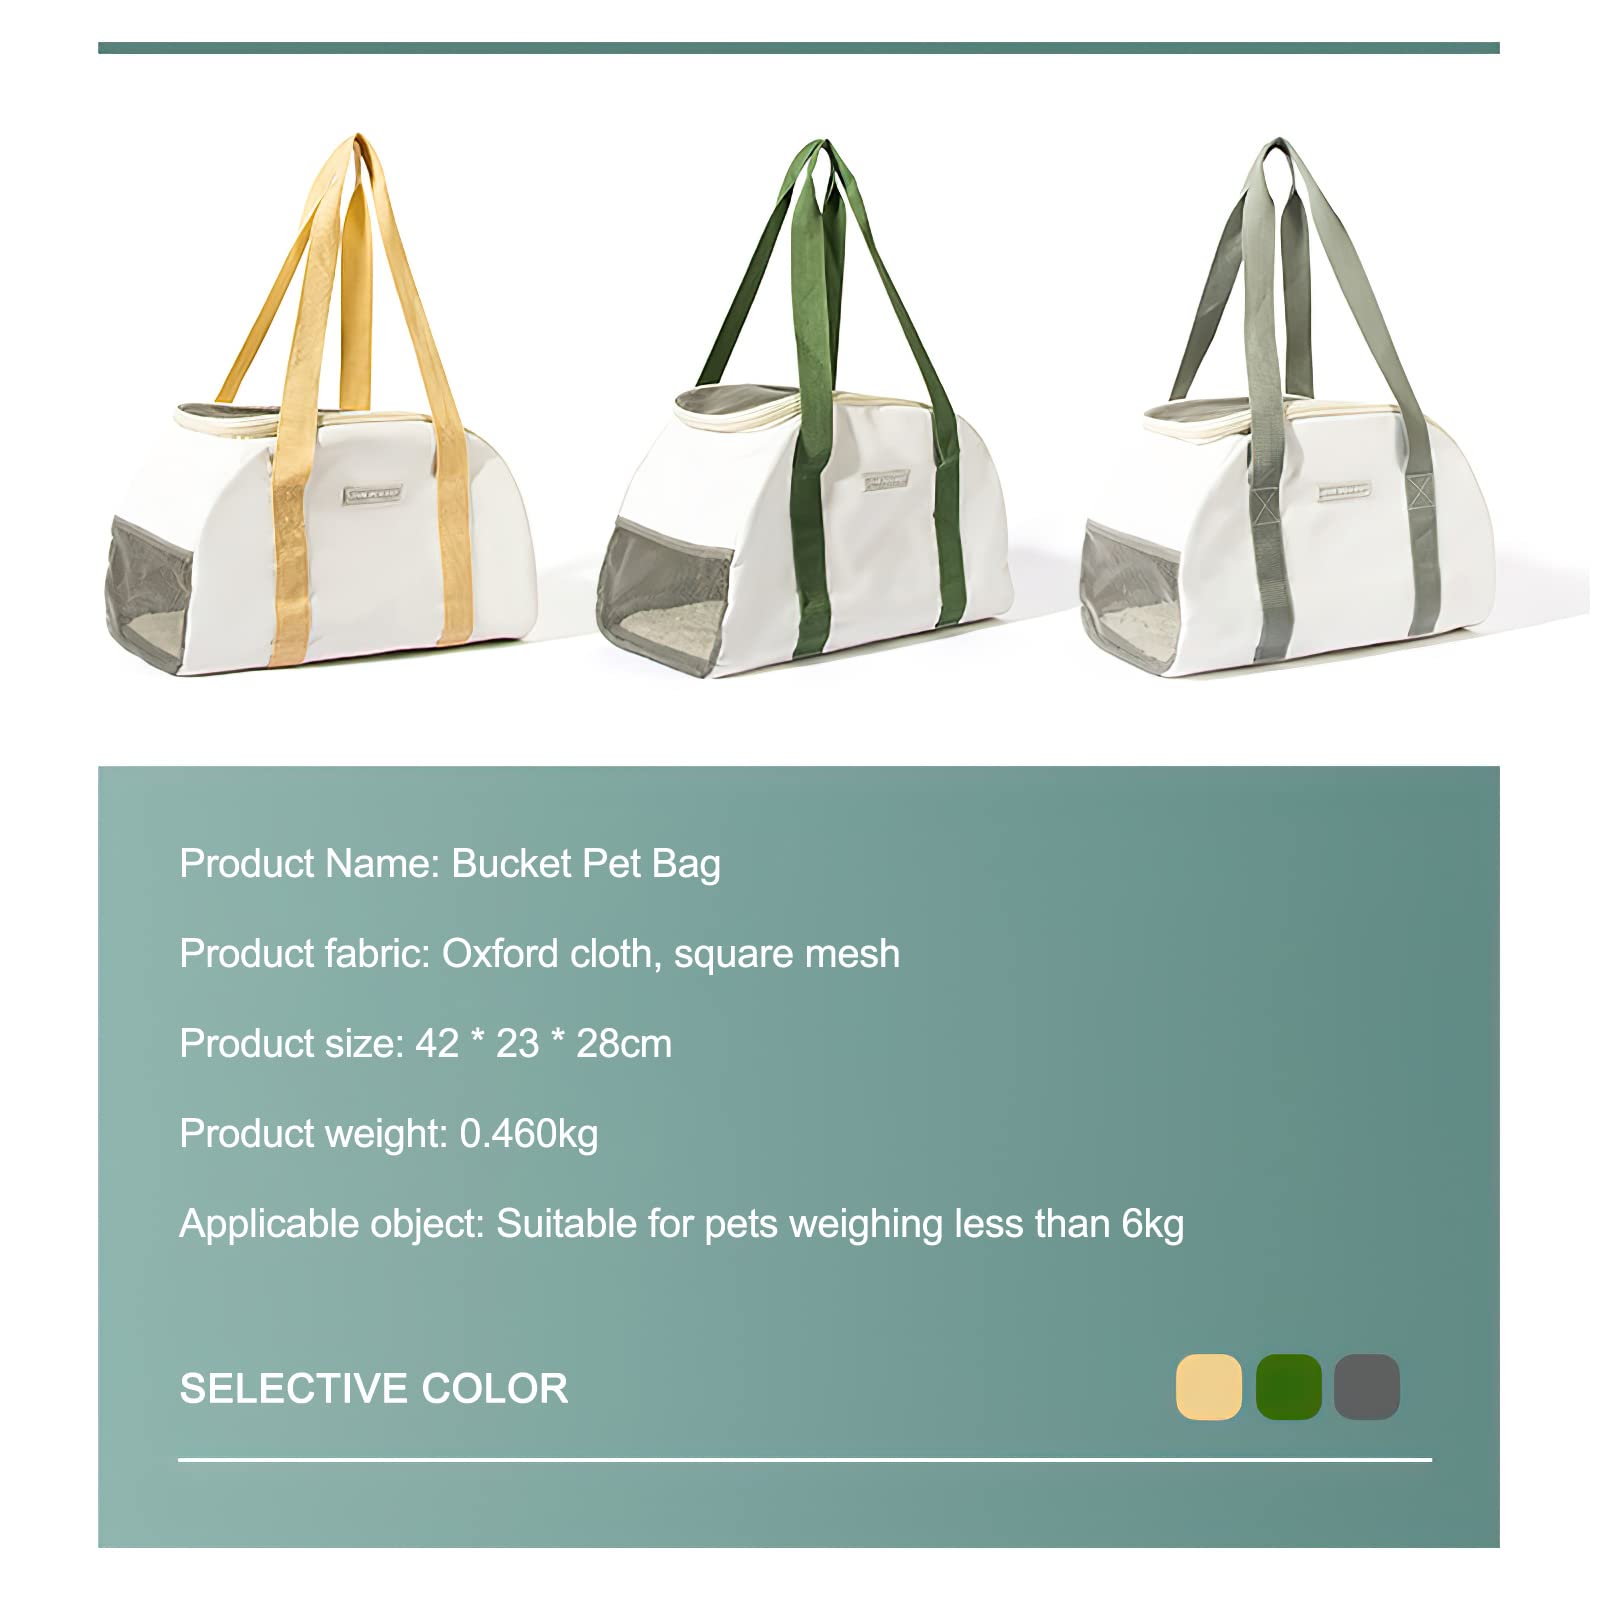 Product Name: Bucket Pet Bag
Product fabric: Oxford cloth, square mesh
Product size: 42 * 23 * 28cm
Product weight: 0.460kg
Applicable object: Suitable for pets weighing less than 6kg
SELECTIVE COLOR